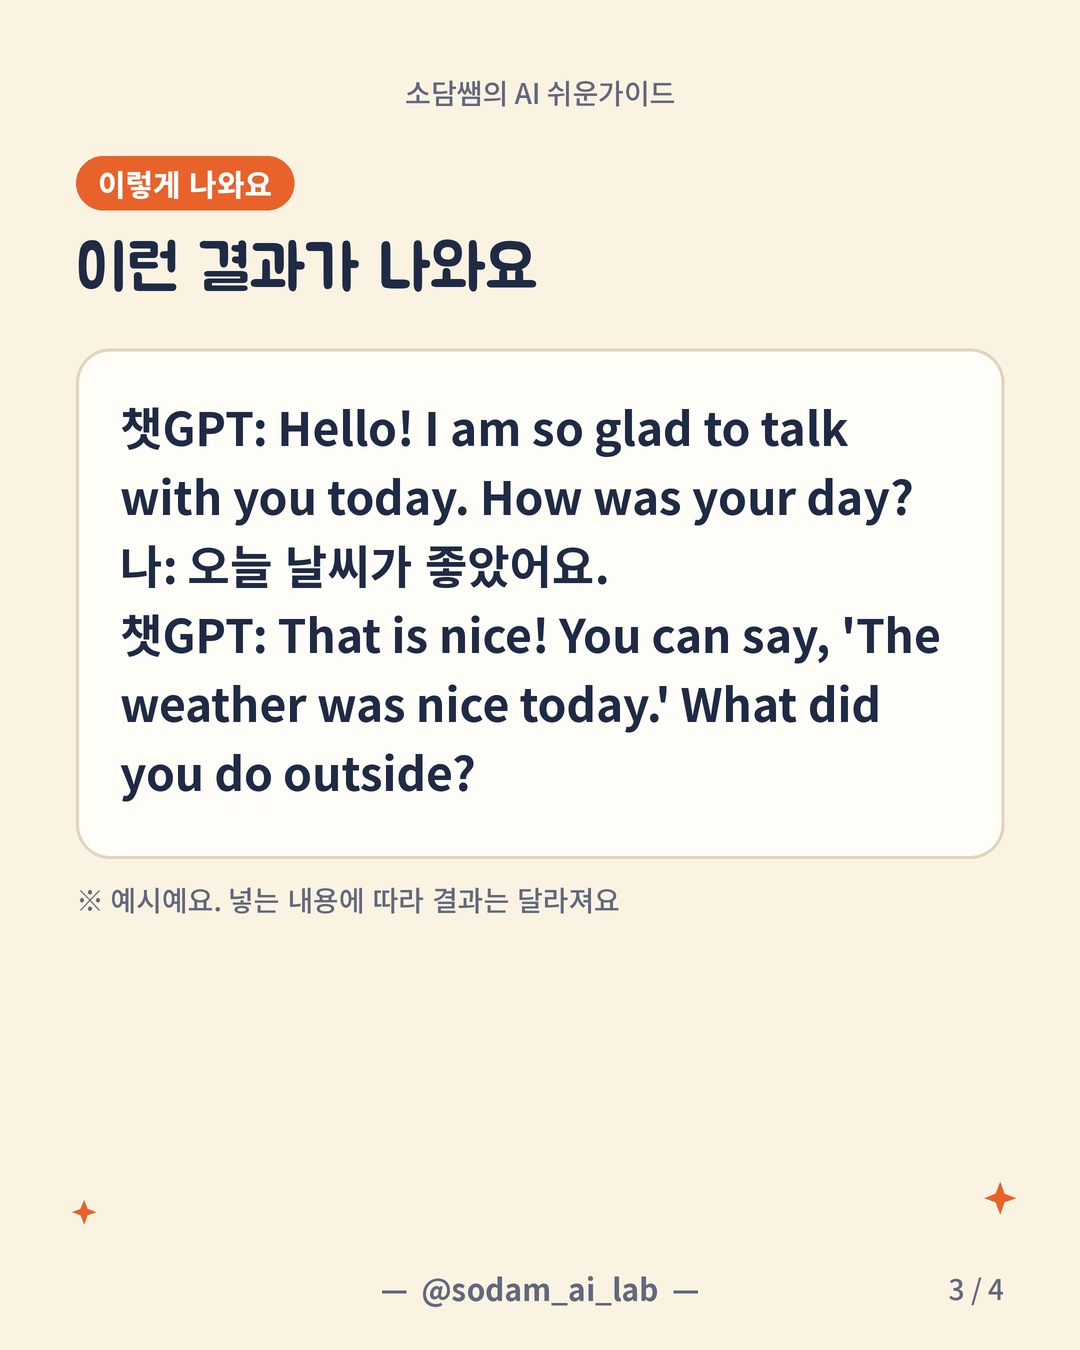 소담쌤의 AI 쉬운가이드
이렇게 나와요
이런 결과가 나와요
챗GPT: Hello! I am so glad to talk
with you today. How was your day?
나: 오늘 날씨가 좋았어요.
챗GPT: That is nice! You can say, 'The
weather was nice today.' What did
you do outside?
※ 예시예요. 넣는 내용에 따라 결과는 달라져요
— @sodam_ai_lab —
3 / 4